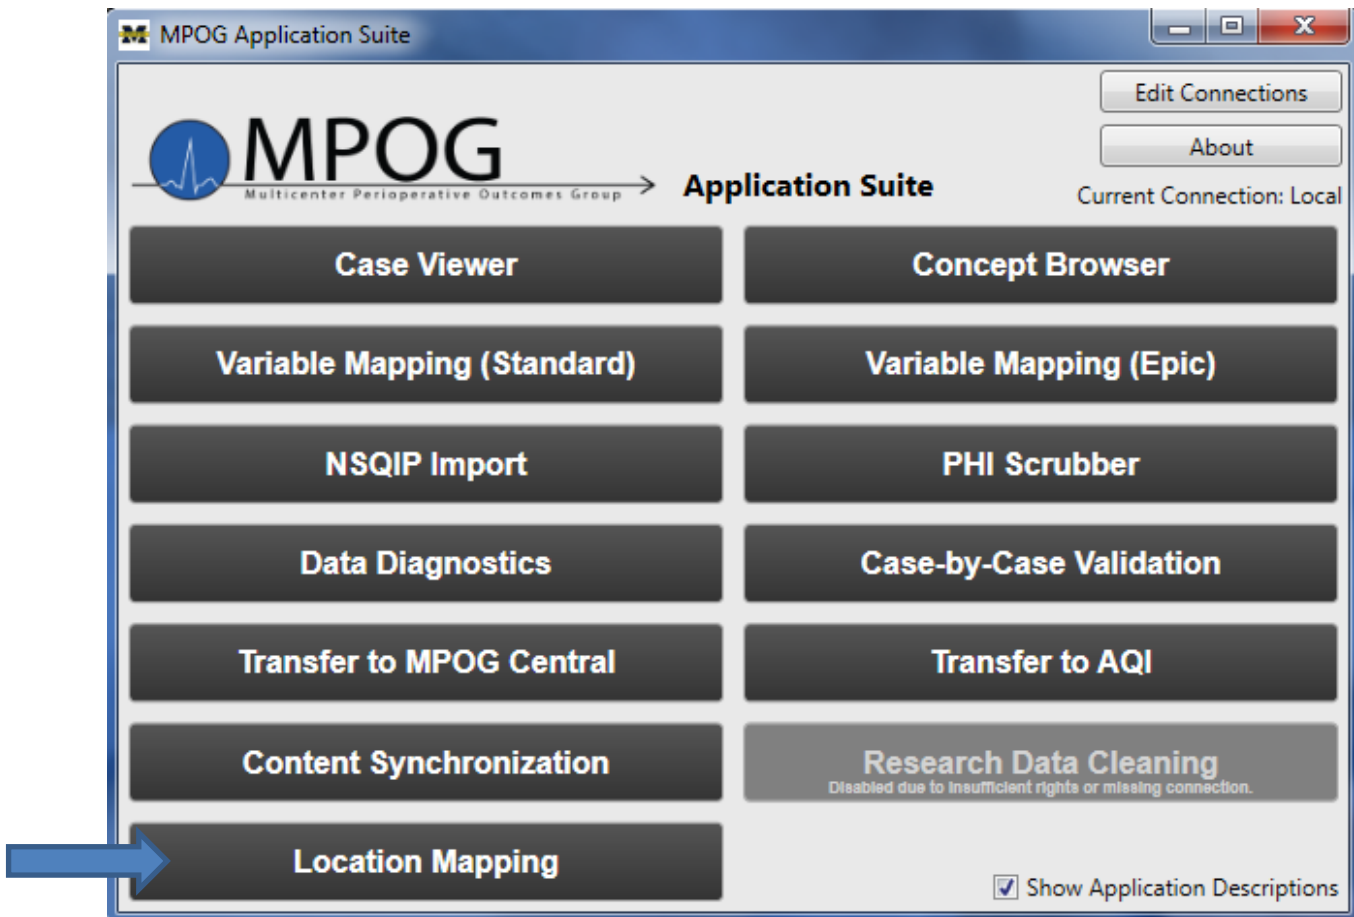 MPOG Application Suite
Edit Connections
About
MPOG
Multicenter Perioperative Outcomes Group
Application Suite
Current Connection: Local
Case Viewer
Concept Browser
Variable Mapping (Standard)
Variable Mapping (Epic)
NSQIP Import
PHI Scrubber
Data Diagnostics
Case-by-Case Validation
Transfer to MPOG Central
Transfer to AQI
Content Synchronization
Research Data Cleaning
Disabled due to insufficient rights or missing connection.
Location Mapping
Show Application Descriptions